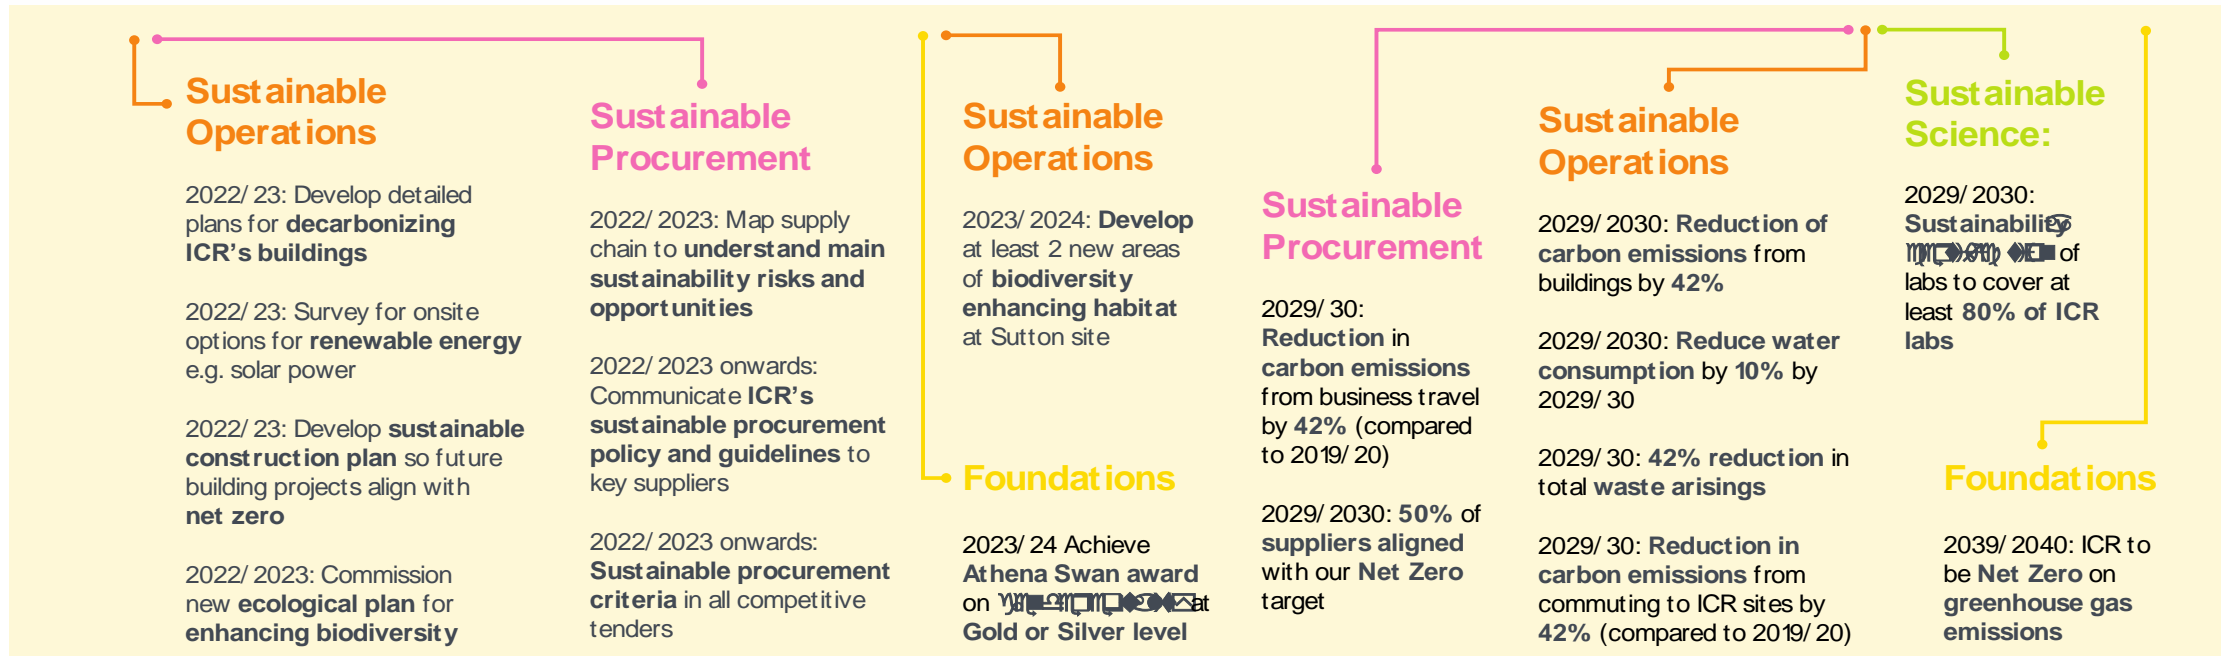 Sustainable
Operations
2022/23: Develop detailed
plans for decarbonizing
ICR's buildings
2022/23: Survey for onsite
options for renewable energy
e.g. solar power
2022/23: Develop sustainable
construction plan so future
building projects align with
net zero
2022/2023: Commission
new ecological plan for
enhancing biodiversity
Sustainable
Procurement
2022/2023: Map supply
chain to understand main
sustainability risks and
opportunities
2022/2023 onwards:
Communicate ICR's
sustainable procurement
policy and guidelines to
key suppliers
2022/2023 onwards:
Sustainable procurement
criteria in all competitive
tenders
Sustainable
Operations
2023/2024: Develop
at least 2 new areas
of biodiversity
enhancing habitat
at Sutton site
Foundations
2023/24 Achieve
Athena Swan award
on at
Gold or Silver level
Sustainable
Procurement
2029/30:
Reduction in
carbon emissions
from business travel
by 42% (compared
to 2019/20)
2029/2030: 50% of
suppliers aligned
with our Net Zero
target
Sustainable
Operations
2029/2030: Reduction of
carbon emissions from
buildings by 42%
2029/2030: Reduce water
consumption by 10% by
2029/30
2029/30: 42% reduction in
total waste arisings
2029/30: Reduction in
carbon emissions from
commuting to ICR sites by
42% (compared to 2019/20)
Sustainable
Science:
2029/2030:
Sustainability
of
labs to cover at
least 80% of ICR
labs
Foundations
2039/2040: ICR to
be Net Zero on
greenhouse gas
emissions